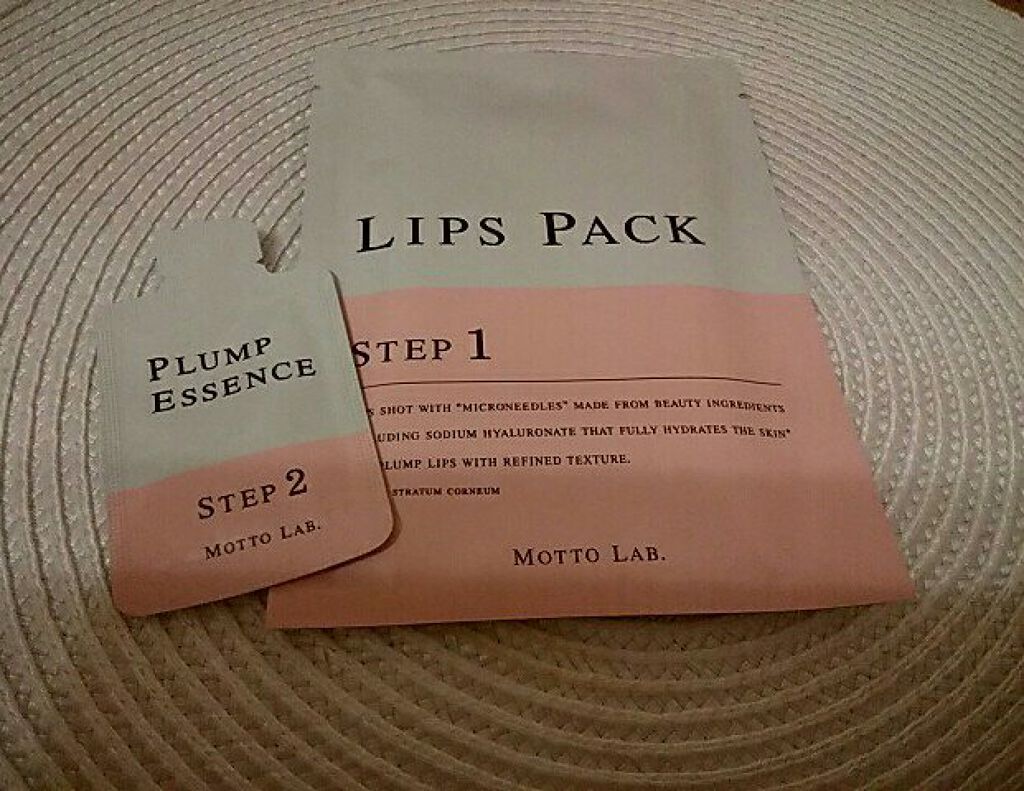 LIPS PACK
STEP 1
SHOT WITH "MICRONEEDLES" MADE FROM BEAUTY INGREDIENTS
UDING SODIUM HYALURONATE THAT FULLY HYDRATES THE SKIN*
LUMP LIPS WITH REFINED TEXTURE.
STRATUM CORNEUM
MOTTO LAB.
PLUMP
ESSENCE
STEP 2
MOTTO LAB.